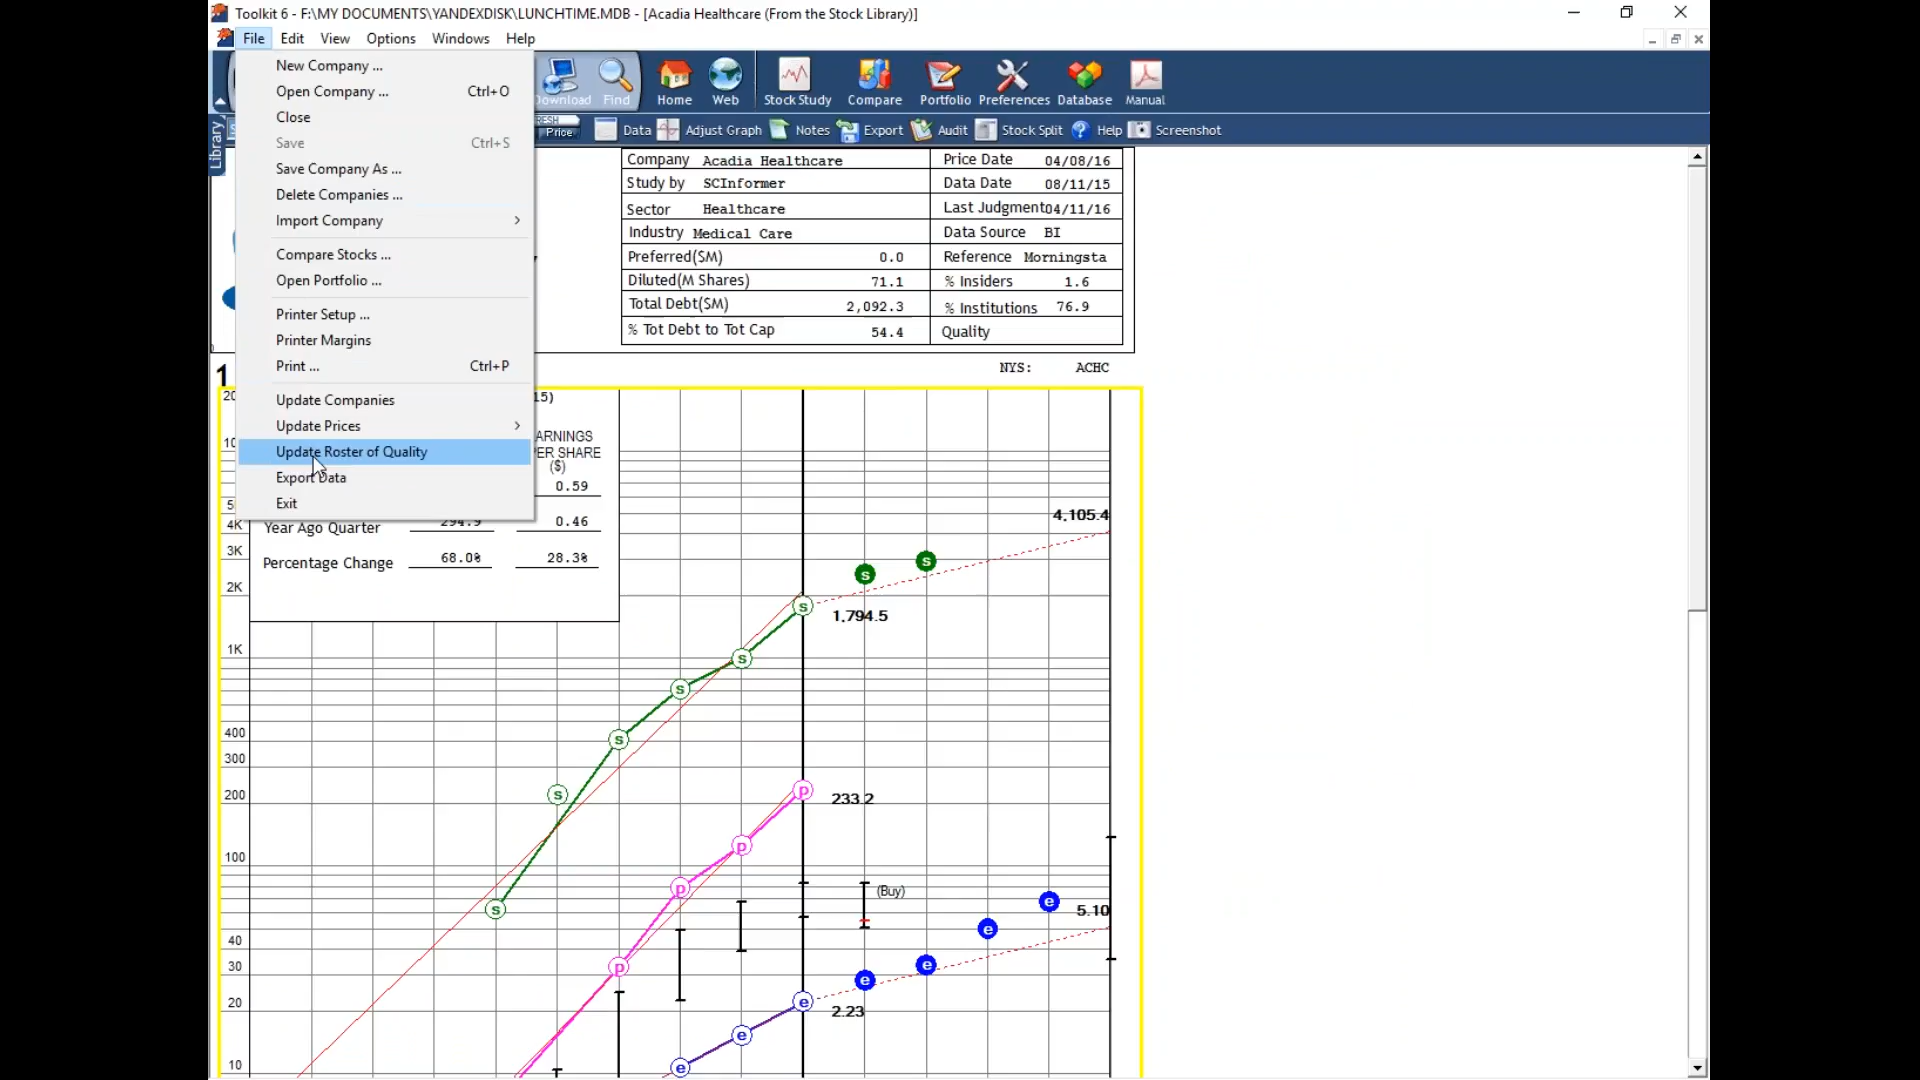 Toolkit 6 - F:\MY DOCUMENTS\YANDEXDISK\LUNCHTIME.MDB - [Acadia Healthcare (From the Stock Library)]
File Edit View Options Windows Help
New Company ...
Open Company ... Ctrl+O
Close
Save Ctrl+S
Save Company As ...
Delete Companies ...
Import Company
Compare Stocks ...
Open Portfolio ...
Printer Setup ...
Printer Margins
Print ... Ctrl+P
Update Companies
Update Prices
Update Roster of Quality
Export Data
Exit
Download Find Home Web Stock Study Compare Portfolio Preferences Database Manual
Library
Price Data Adjust Graph Notes Export Audit Stock Split Help Screenshot
Company Acadia Healthcare Price Date 04/08/16
Study by SCInformer Data Date 08/11/15
Sector Healthcare Last Judgment 04/11/16
Industry Medical Care Data Source BI
Preferred($M) 0.0 Reference Morningsta
Diluted(M Shares) 71.1 % Insiders 1.6
Total Debt($M) 2,092.3 % Institutions 76.9
% Tot Debt to Tot Cap 54.4 Quality
1 NYS: ACHC
15)
ARNINGS
ER SHARE
($)
0.59
Year Ago Quarter 294.9 0.46
Percentage Change 68.0% 28.3%
4K
3K
2K
1K
400
300
200
100
40
30
20
10
4,105.4
s s
s 1,794.5
s
s
s
s
s
p 233.2
p
p
p
(Buy)
e 5.10
e
e
e
e 2.23
e
e